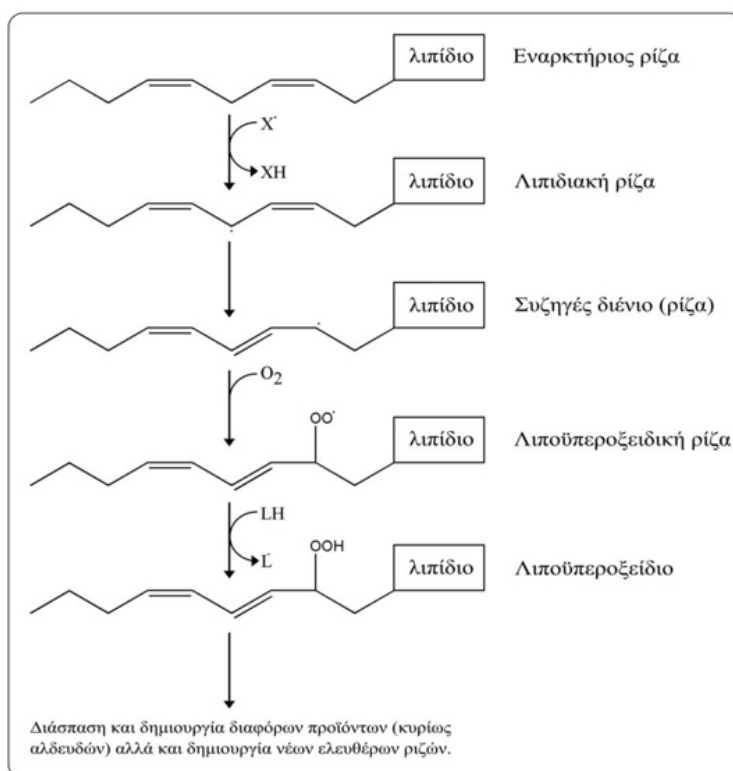 λιπίδιο Εναρκτήριος ρίζα
X·
XH
λιπίδιο Λιπιδιακή ρίζα
λιπίδιο Συζηγές διένιο (ρίζα)
O2
OO·
λιπίδιο Λιποϋπεροξειδική ρίζα
LH
L·
OOH
λιπίδιο Λιποϋπεροξείδιο
Διάσπαση και δημιουργία διαφόρων προϊόντων (κυρίως
αλδευδών) αλλά και δημιουργία νέων ελευθέρων ριζών.